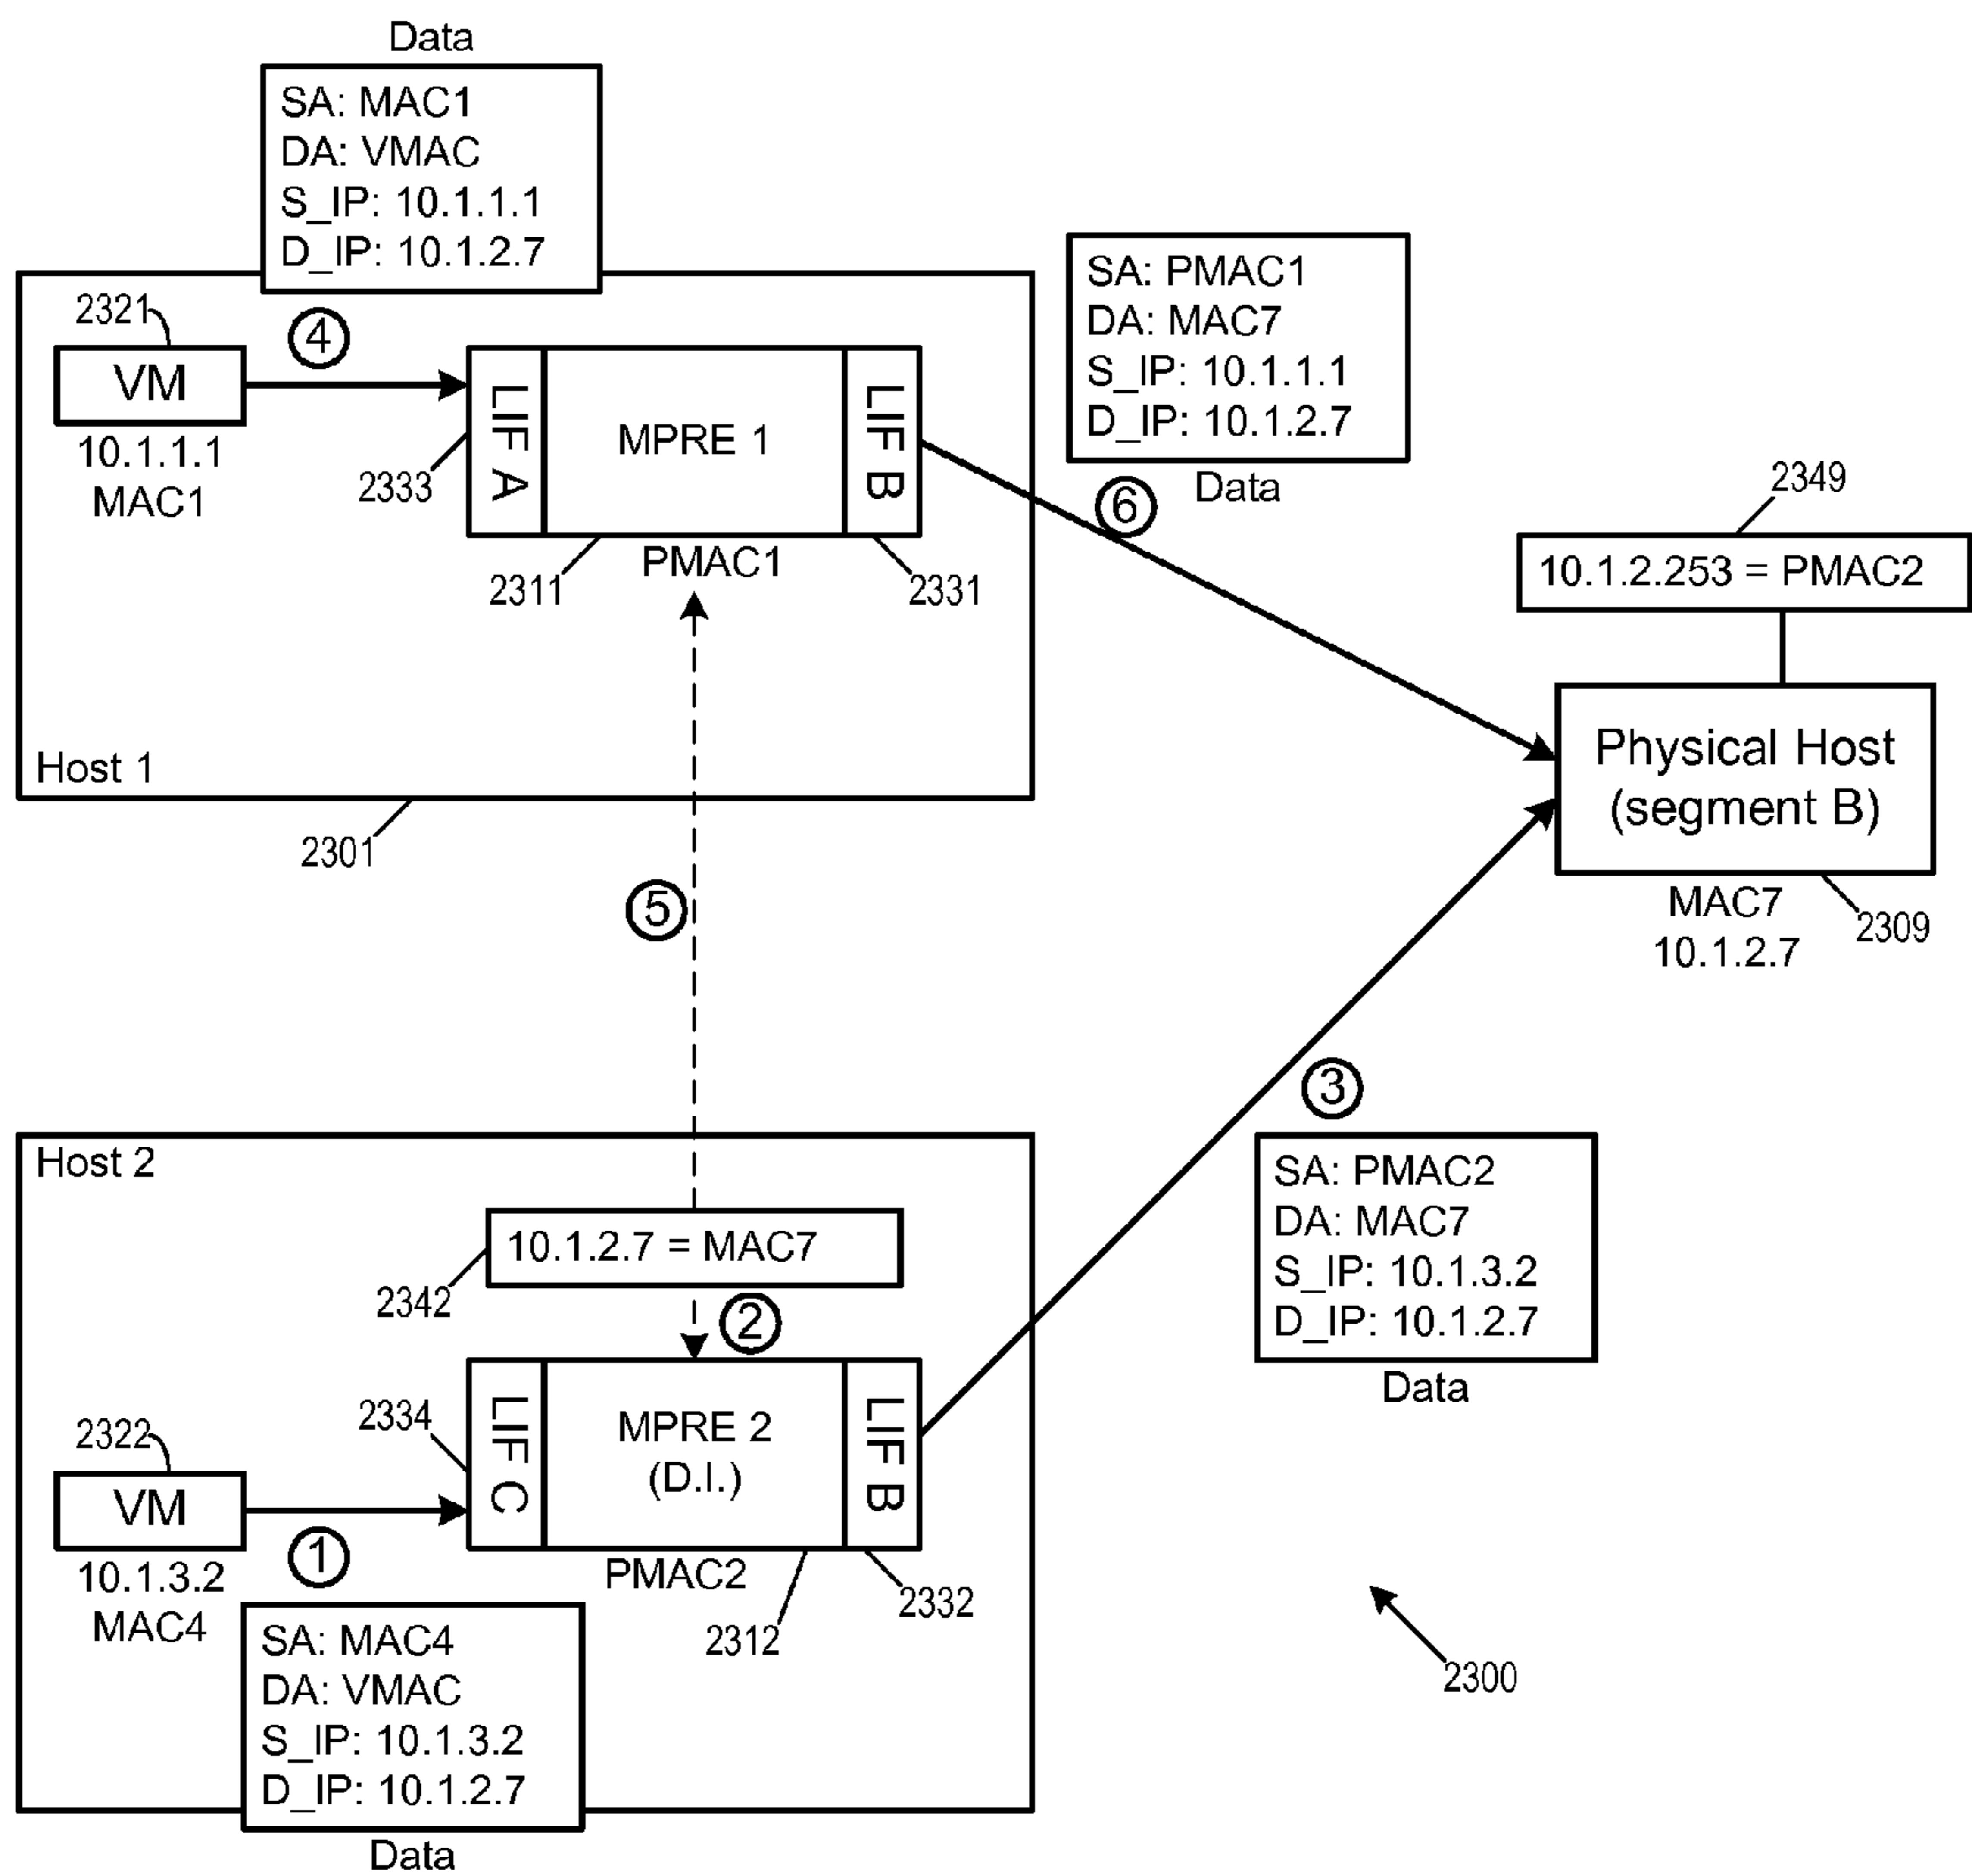 Data
SA: MAC1
DA: VMAC
S_IP: 10.1.1.1
D_IP: 10.1.2.7
2321
4
VM
10.1.1.1
MAC1
LIF A
MPRE 1
LIF B
2333
2311
PMAC1
2331
Host 1
2301
SA: PMAC1
DA: MAC7
S_IP: 10.1.1.1
D_IP: 10.1.2.7
Data
6
2349
10.1.2.253 = PMAC2
Physical Host
(segment B)
MAC7
10.1.2.7
2309
5
3
SA: PMAC2
DA: MAC7
S_IP: 10.1.3.2
D_IP: 10.1.2.7
Data
Host 2
10.1.2.7 = MAC7
2342
2
2334
LIF C
MPRE 2
(D.I.)
LIF B
2322
VM
10.1.3.2
MAC4
1
PMAC2
2312
2332
SA: MAC4
DA: VMAC
S_IP: 10.1.3.2
D_IP: 10.1.2.7
Data
2300